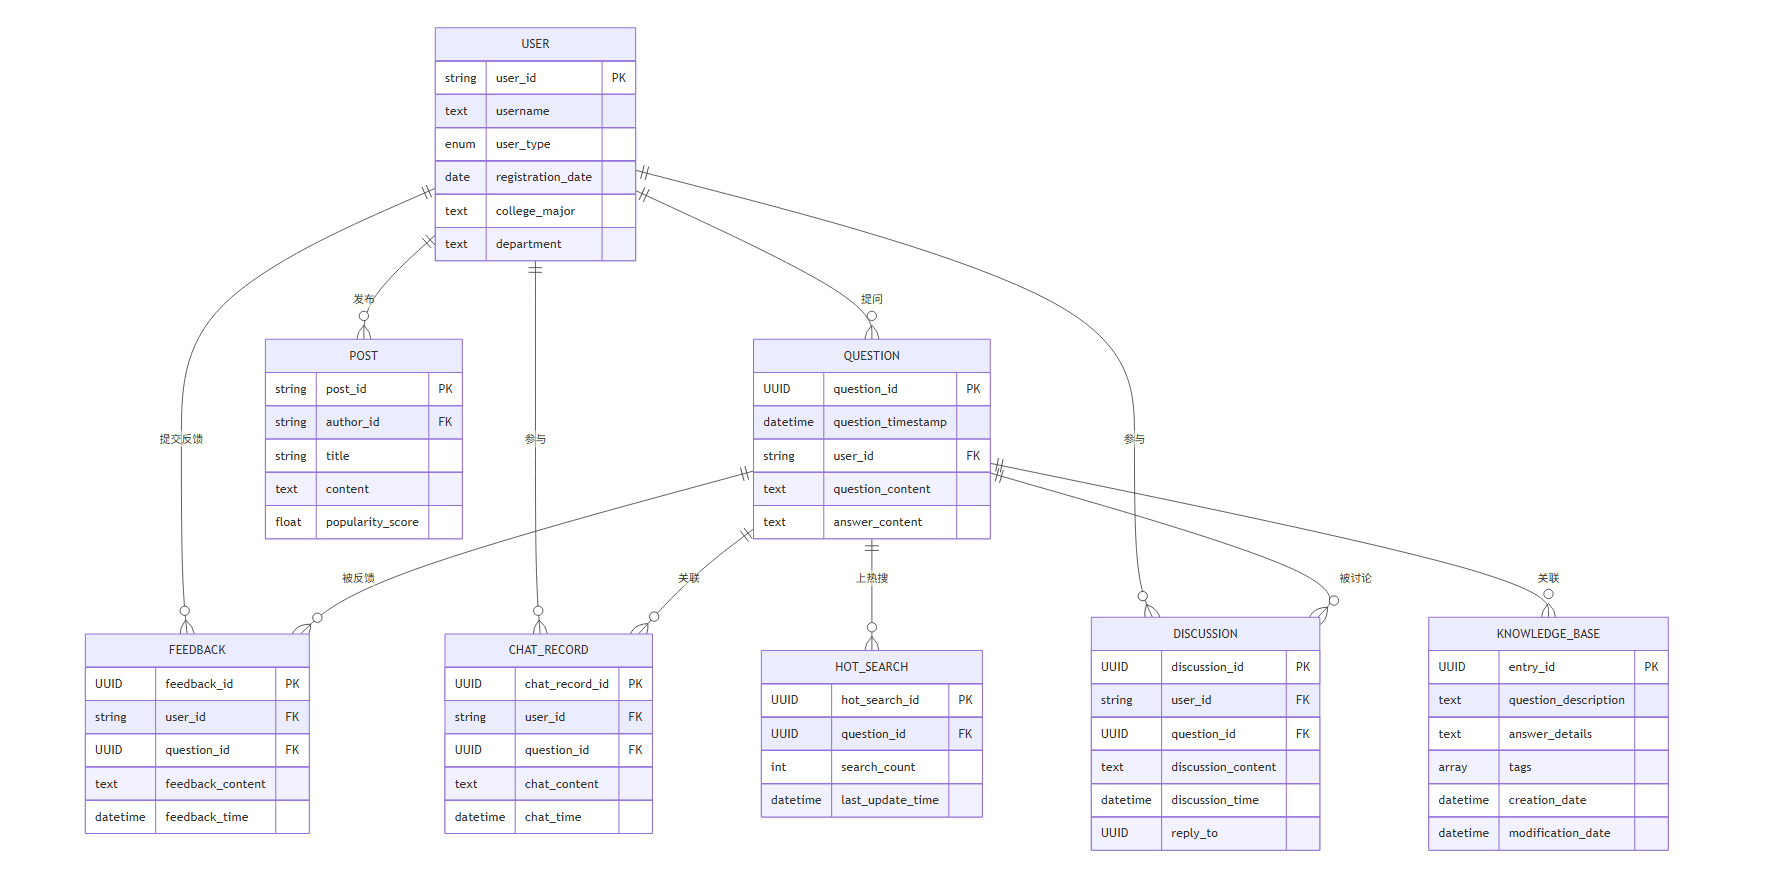 USER
string user_id PK
text username
enum user_type
date registration_date
text college_major
text department
发布
提问
POST
string post_id PK
string author_id FK
string title
text content
float popularity_score
QUESTION
UUID question_id PK
datetime question_timestamp
string user_id FK
text question_content
text answer_content
提交反馈
参与
参与
被反馈
关联
上热搜
被讨论
关联
FEEDBACK
UUID feedback_id PK
string user_id FK
UUID question_id FK
text feedback_content
datetime feedback_time
CHAT_RECORD
UUID chat_record_id PK
string user_id FK
UUID question_id FK
text chat_content
datetime chat_time
HOT_SEARCH
UUID hot_search_id PK
UUID question_id FK
int search_count
datetime last_update_time
DISCUSSION
UUID discussion_id PK
string user_id FK
UUID question_id FK
text discussion_content
datetime discussion_time
UUID reply_to
KNOWLEDGE_BASE
UUID entry_id PK
text question_description
text answer_details
array tags
datetime creation_date
datetime modification_date